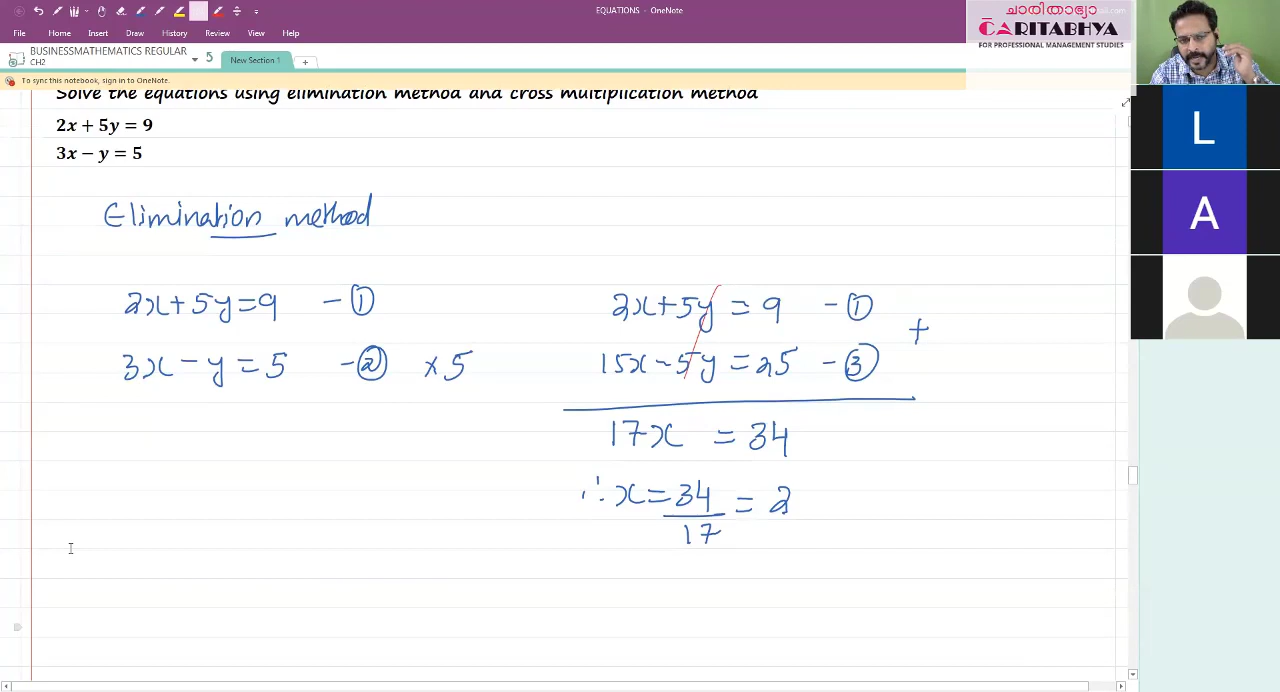 EQUATIONS - OneNote
File Home Insert Draw History Review View Help
BUSINESSMATHEMATICS REGULAR
CH2
New Section 1
+
To sync this notebook, sign in to OneNote.
ചാരിതാഭ്യാ
CARITABHYA
FOR PROFESSIONAL MANAGEMENT STUDIES
Solve the equations using elimination method and cross multiplication method
2x + 5y = 9
3x − y = 5
Elimination method
2x+5y=9 - ①
3x-y=5 - ② ×5
2x+5y = 9 - ①
15x-5y = 25 - ③
+
17x = 34
∴x=34/17 = 2
L
A